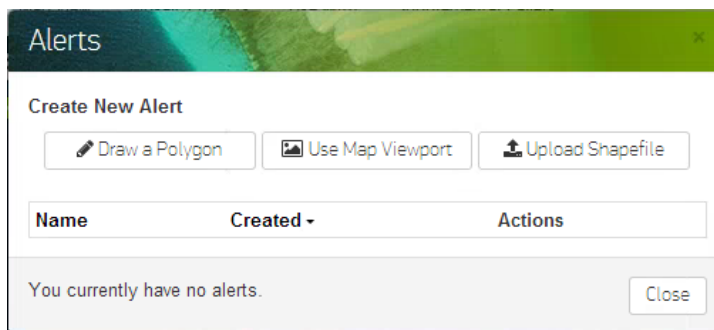 Alerts
Create New Alert
Draw a Polygon Use Map Viewport Upload Shapefile
Name Created Actions
You currently have no alerts.
Close